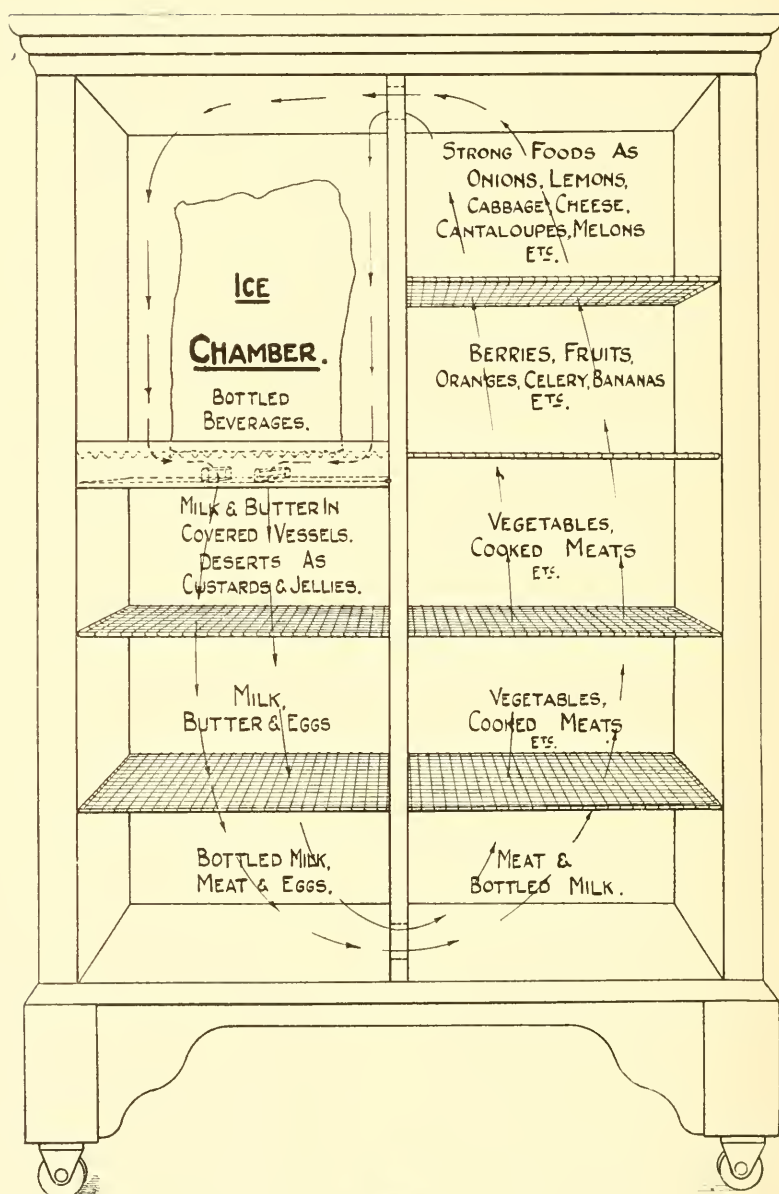 ICE
CHAMBER.
BOTTLED
BEVERAGES.
MILK & BUTTER IN
COVERED VESSELS.
DESERTS AS
CUSTARDS & JELLIES.
MILK,
BUTTER & EGGS
BOTTLED MILK,
MEAT & EGGS.
STRONG FOODS AS
ONIONS, LEMONS,
CABBAGE, CHEESE,
CANTALOUPES, MELONS
ETC.
BERRIES, FRUITS,
ORANGES, CELERY, BANANAS
ETC.
VEGETABLES,
COOKED MEATS
ETC.
VEGETABLES,
COOKED MEATS
ETC.
MEAT &
BOTTLED MILK.